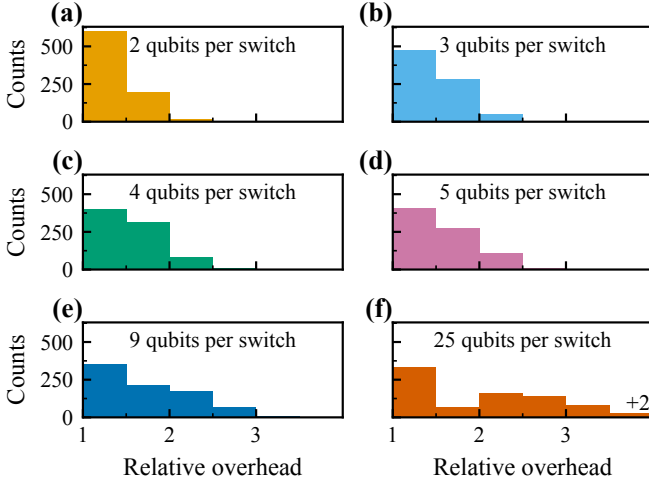 (a)
2 qubits per switch
(b)
3 qubits per switch
Counts
500
250
0
(c)
4 qubits per switch
(d)
5 qubits per switch
Counts
500
250
0
(e)
9 qubits per switch
(f)
25 qubits per switch
Counts
500
250
0
+2
1 2 3
1 2 3
Relative overhead
Relative overhead